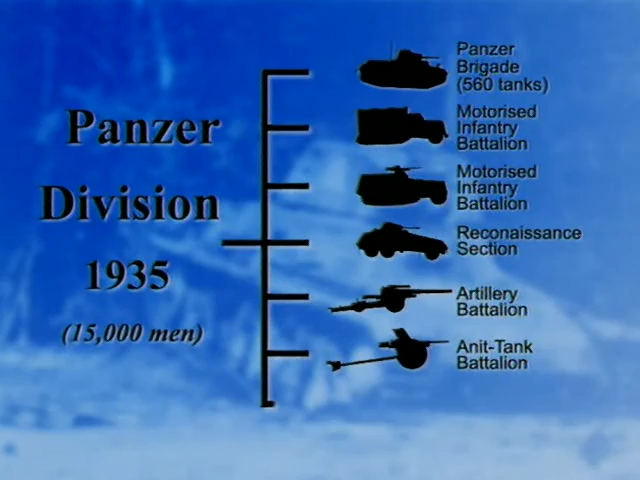 Panzer
Division
1935
(15,000 men)
Panzer
Brigade
(560 tanks)
Motorised
Infantry
Battalion
Motorised
Infantry
Battalion
Reconaissance
Section
Artillery
Battalion
Anit-Tank
Battalion